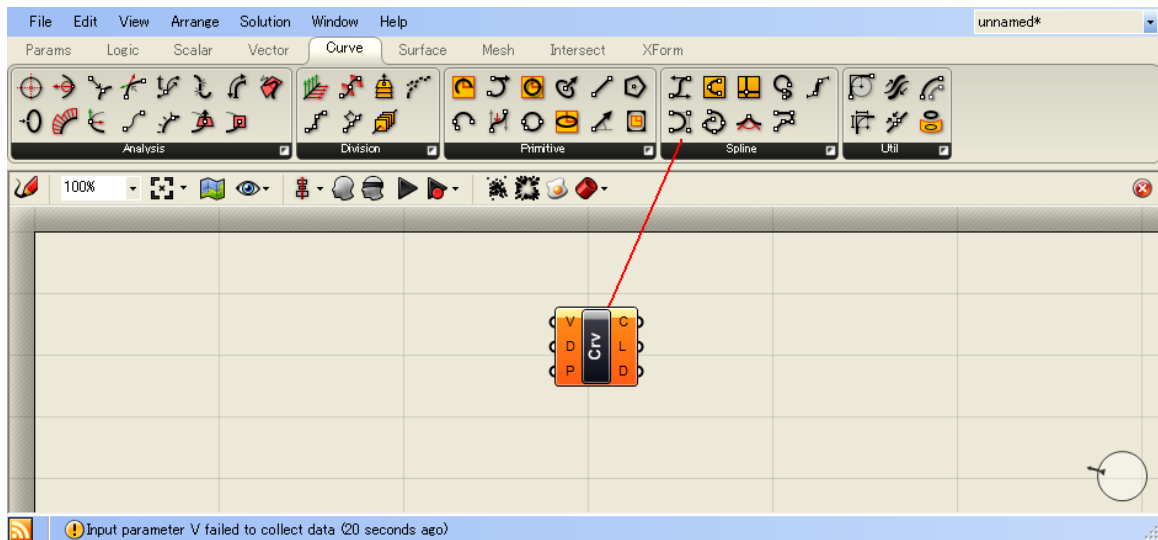 File Edit View Arrange Solution Window Help unnamed*
Params Logic Scalar Vector Curve Surface Mesh Intersect XForm
Analysis Division Primitive Spline Util
100%
V Crv C
D L
P D
Input parameter V failed to collect data (20 seconds ago)